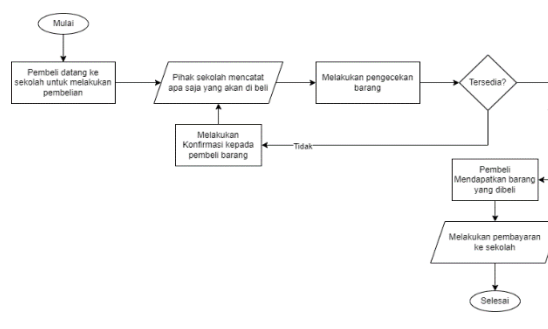 Mulai
Pembeli datang ke
sekolah untuk melakukan
pembelian
Pihak sekolah mencatat
apa saja yang akan di beli
Melakukan pengecekan
barang
Tersedia?
Melakukan
Konfirmasi kepada
pembeli barang
Tidak
Pembeli
Mendapatkan barang
yang dibeli
Melakukan pembayaran
ke sekolah
Selesai